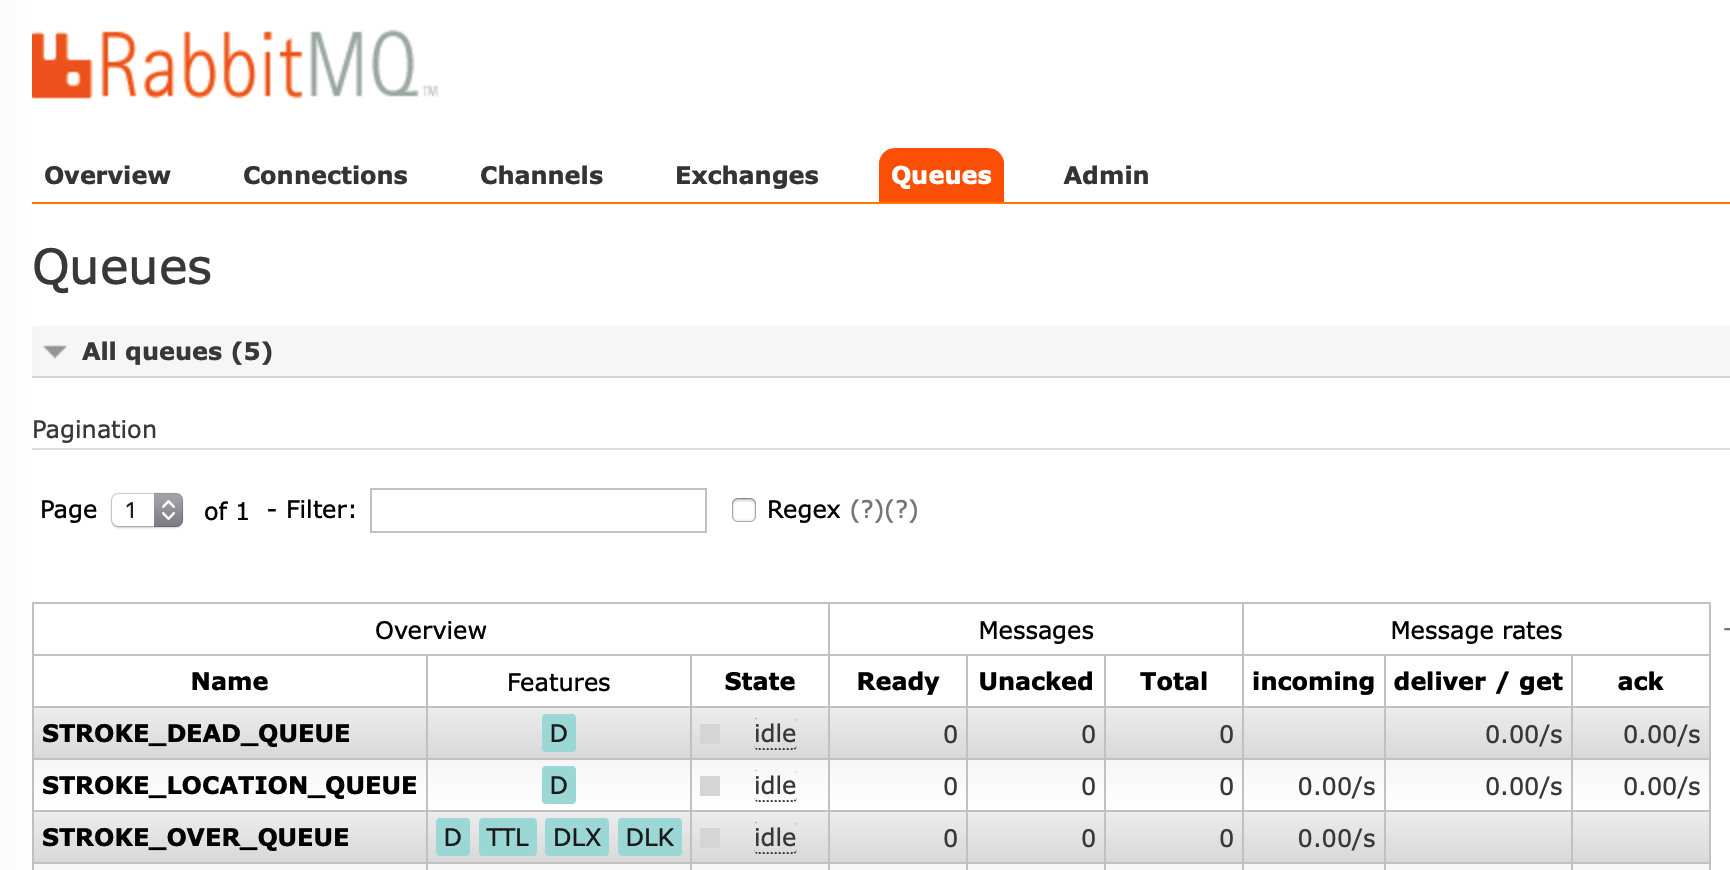 RabbitMQ™
Overview Connections Channels Exchanges Queues Admin
Queues
All queues (5)
Pagination
Page 1 of 1 - Filter: Regex (?)(?)
Overview Messages Message rates
Name Features State Ready Unacked Total incoming deliver / get ack
STROKE_DEAD_QUEUE D idle 0 0 0 0.00/s 0.00/s
STROKE_LOCATION_QUEUE D idle 0 0 0 0.00/s 0.00/s 0.00/s
STROKE_OVER_QUEUE D TTL DLX DLK idle 0 0 0 0.00/s